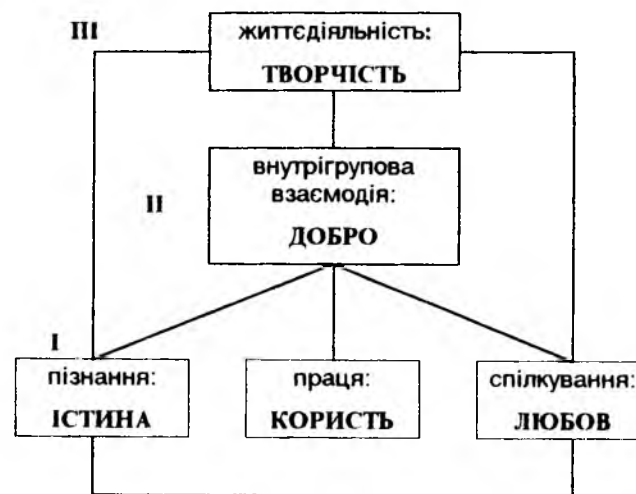 III
життєдіяльність:
ТВОРЧІСТЬ
II
внутрігрупова
взаємодія:
ДОБРО
I
пізнання:
ІСТИНА
праця:
КОРИСТЬ
спілкування:
ЛЮБОВ